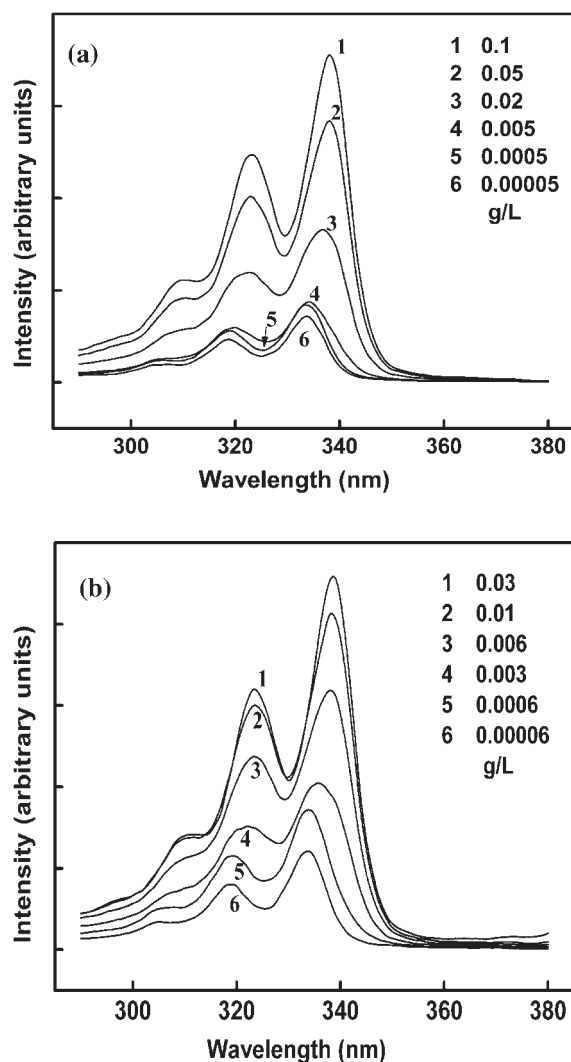 (a)
1 0.1
2 0.05
3 0.02
4 0.005
5 0.0005
6 0.00005
g/L
1
2
3
4
5
6
Intensity (arbitrary units)
300 320 340 360 380
Wavelength (nm)
(b)
1 0.03
2 0.01
3 0.006
4 0.003
5 0.0006
6 0.00006
g/L
1
2
3
4
5
6
Intensity (arbitrary units)
300 320 340 360 380
Wavelength (nm)